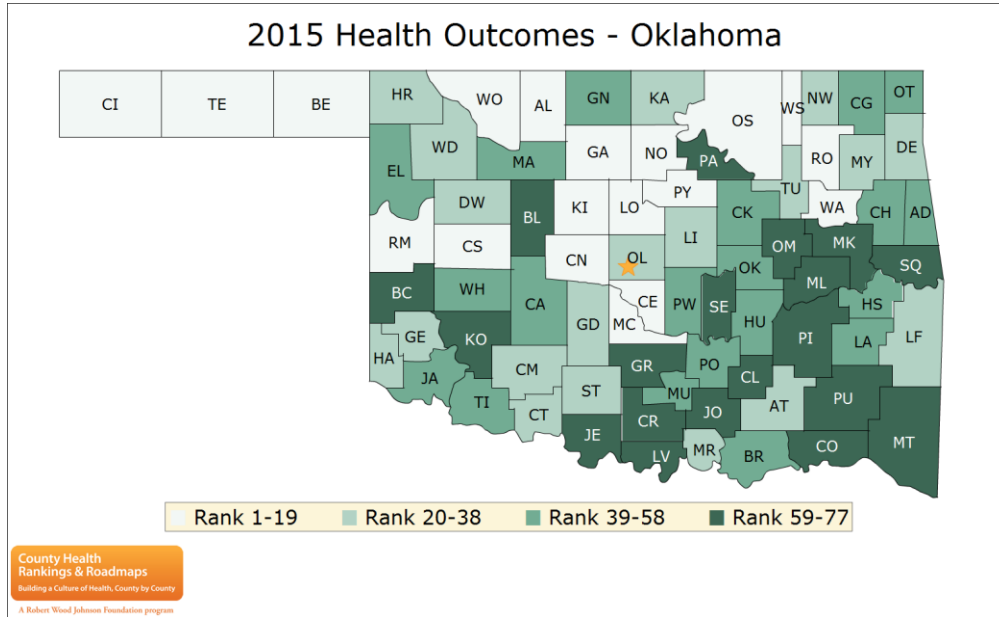 2015 Health Outcomes - Oklahoma
CI TE BE HR WO AL GN KA OS WS NW CG OT
WD MA GA NO PA RO MY DE
EL
DW BL KI LO PY CK TU WA CH AD
RM CS CN OL LI OM MK SQ
BC WH CA CE PW SE OK ML HS
GE KO GD MC HU PI LA LF
HA JA CM GR PO CL
TI CT ST MU JO AT PU
JE CR LV MR BR CO MT
Rank 1-19 Rank 20-38 Rank 39-58 Rank 59-77
County Health
Rankings & Roadmaps
Building a Culture of Health, County by County
A Robert Wood Johnson Foundation program